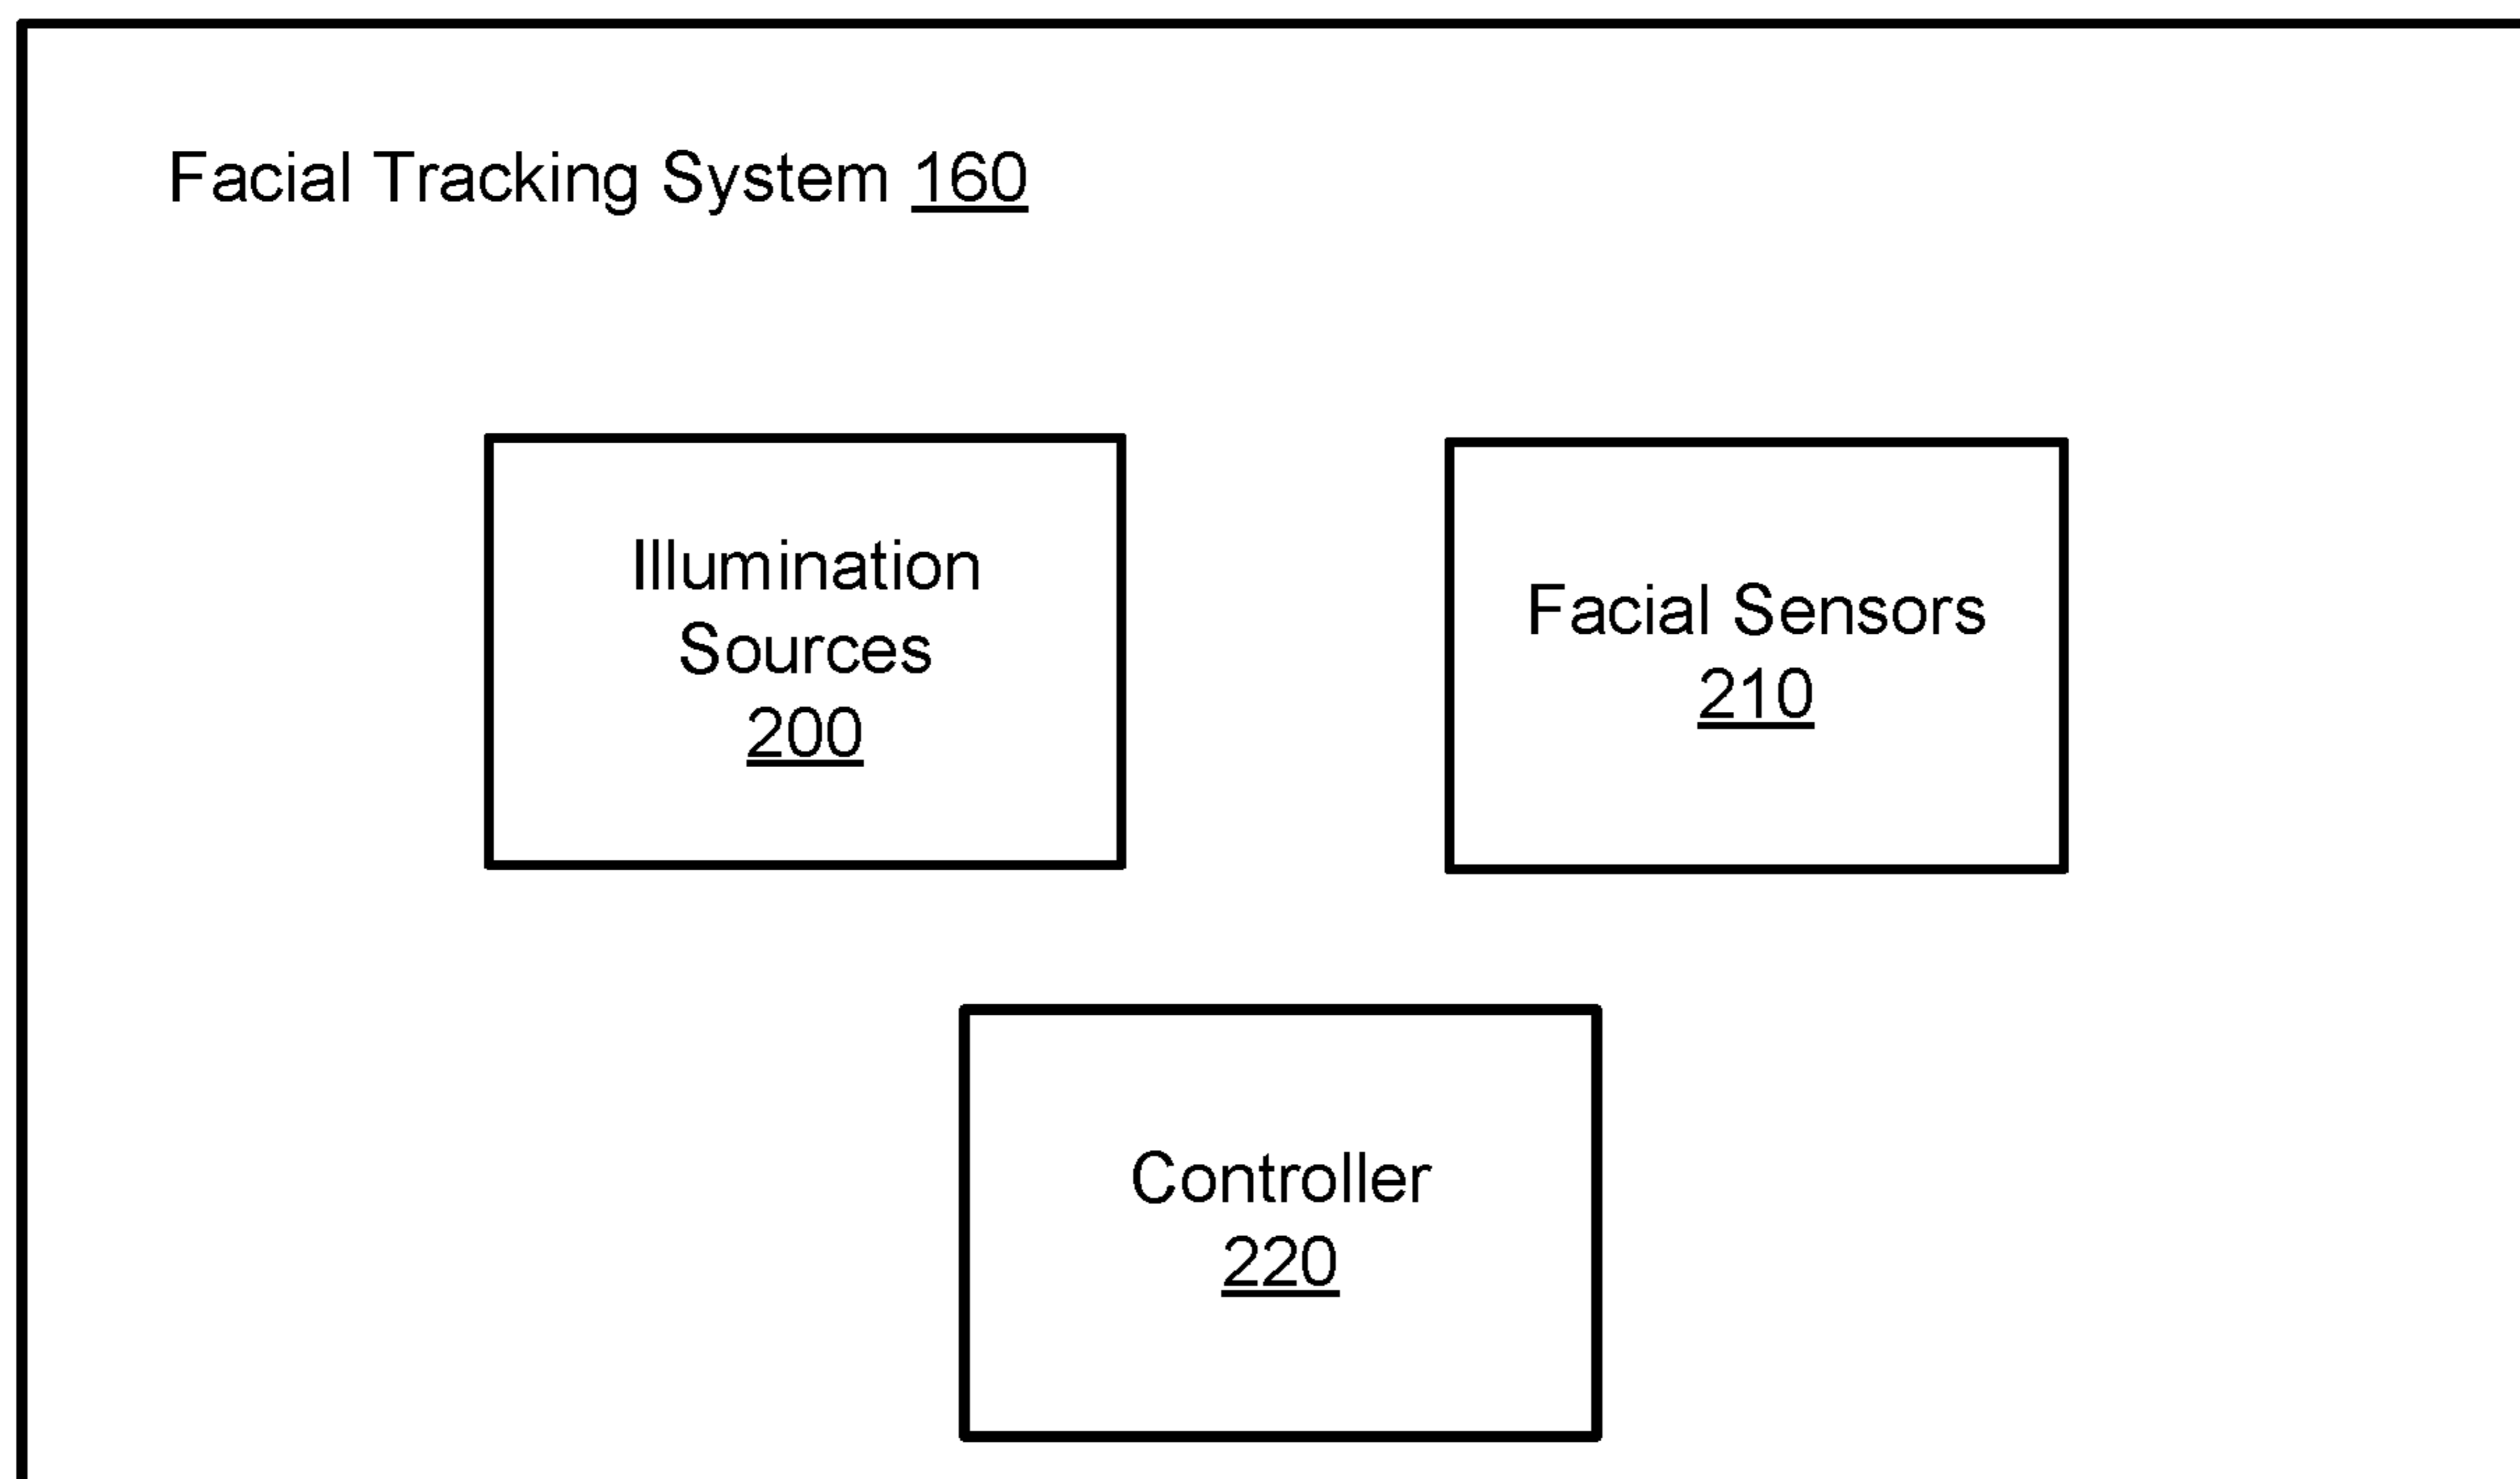 Facial Tracking System 160
Illumination
Sources
200
Facial Sensors
210
Controller
220